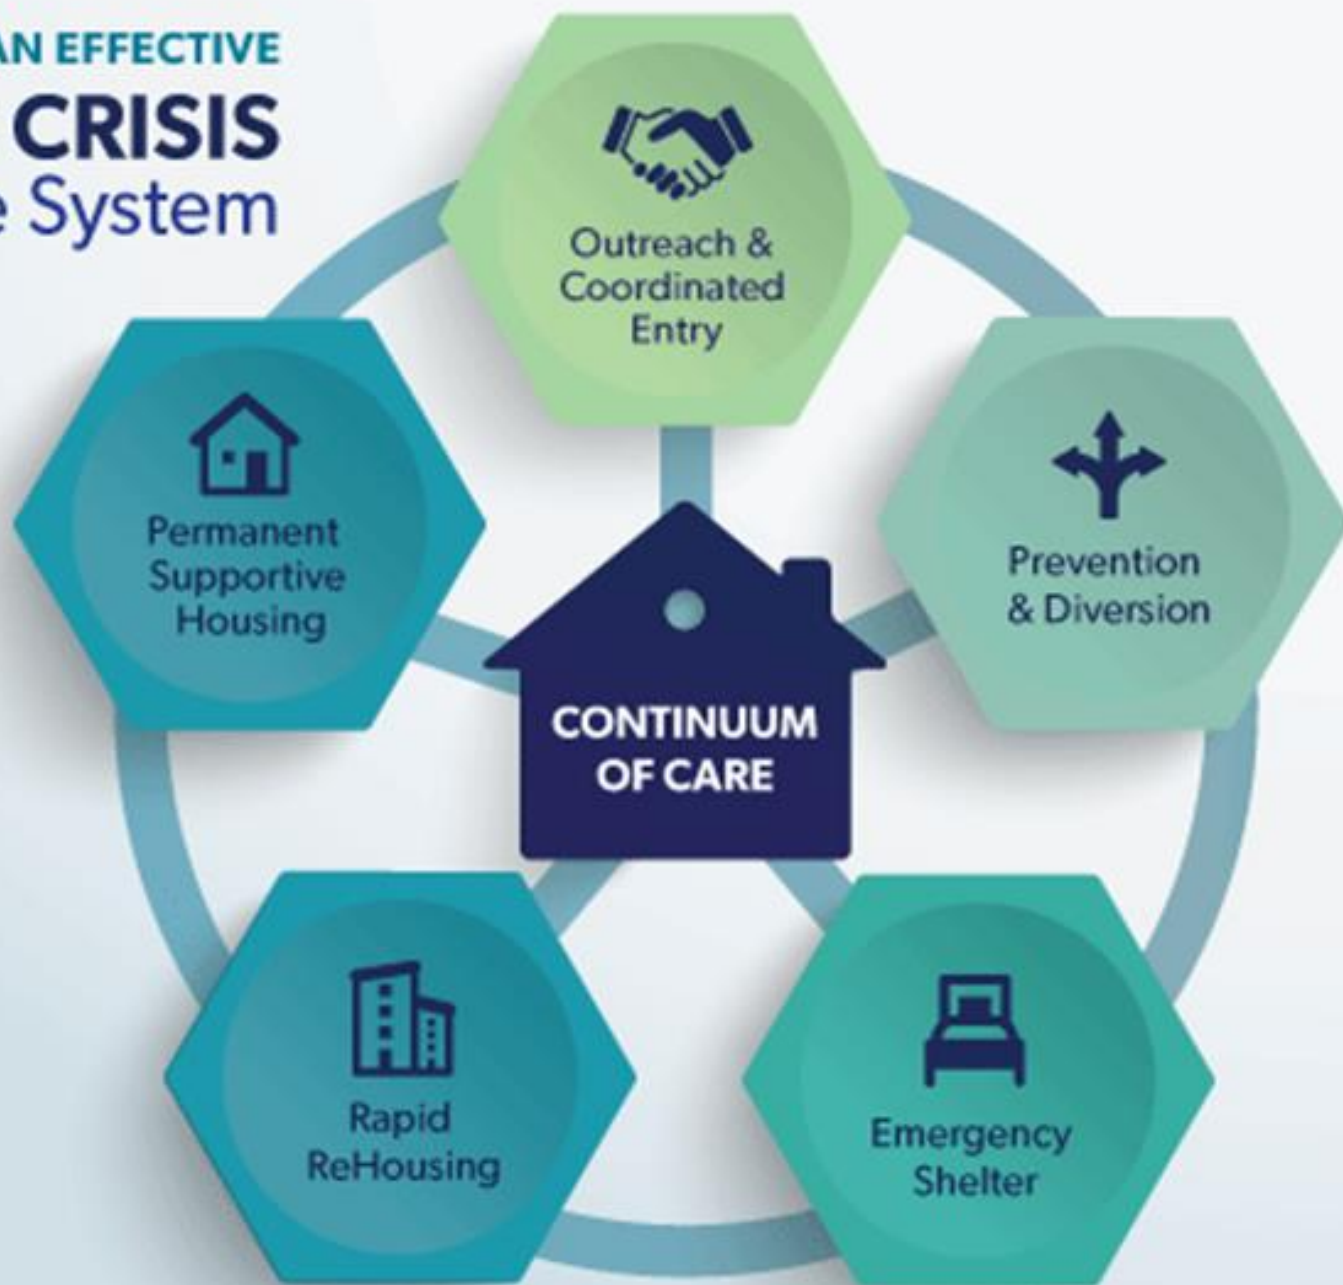 AN EFFECTIVE
CRISIS
System
Outreach &
Coordinated
Entry
Permanent
Supportive
Housing
Prevention
& Diversion
CONTINUUM
OF CARE
Rapid
ReHousing
Emergency
Shelter